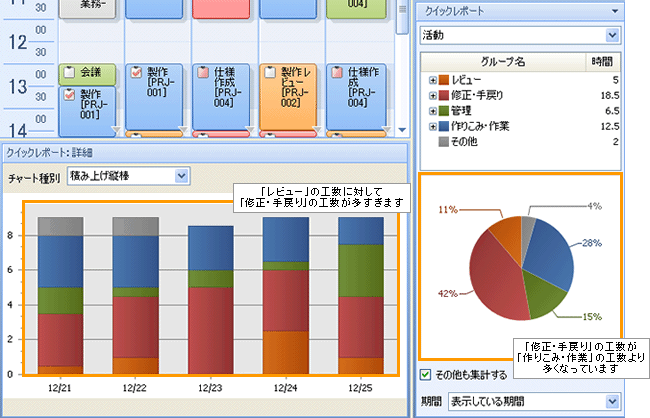 11
30
12
00
30
13
00
30
14
00
業務-
004]
会議
製作
[PRJ-
001]
製作
[PRJ-
001]
仕様
作成
[PRJ-
004]
製作レ
ビュー
[PRJ-
002]
仕様作
成
[PRJ-
004]
クイックレポート
活動
グループ名 時間
レビュー 5
修正・手戻り 18.5
管理 6.5
作りこみ・作業 12.5
その他 2
クイックレポート: 詳細
チャート種別 積み上げ縦棒
「レビュー」の工数に対して
「修正・手戻り」の工数が多すぎます
8
6
4
2
0
12/21 12/22 12/23 12/24 12/25
11%
4%
28%
42%
15%
「修正・手戻り」の工数が
「作りこみ・作業」の工数より
多くなっています
その他も集計する
期間 表示している期間